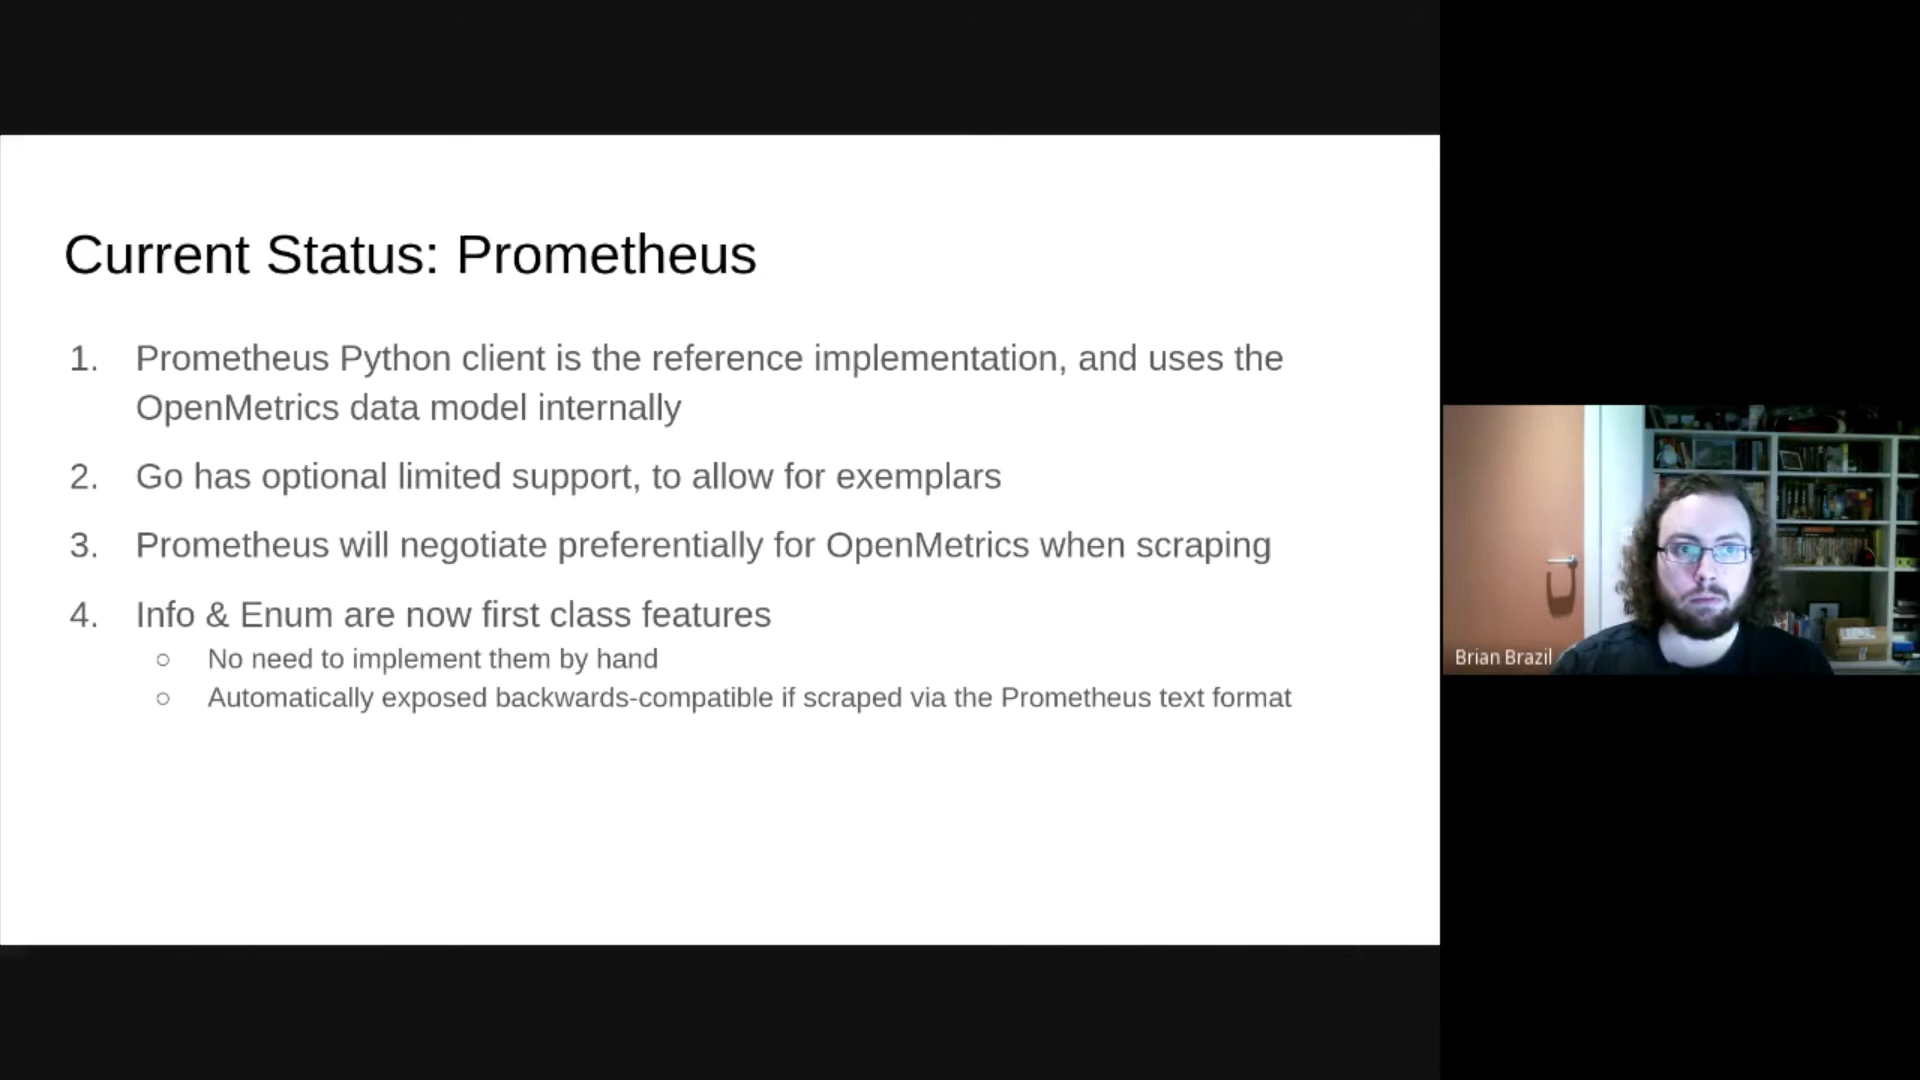 Current Status: Prometheus
1. Prometheus Python client is the reference implementation, and uses the
OpenMetrics data model internally
2. Go has optional limited support, to allow for exemplars
3. Prometheus will negotiate preferentially for OpenMetrics when scraping
4. Info & Enum are now first class features
○ No need to implement them by hand
○ Automatically exposed backwards-compatible if scraped via the Prometheus text format
Brian Brazil